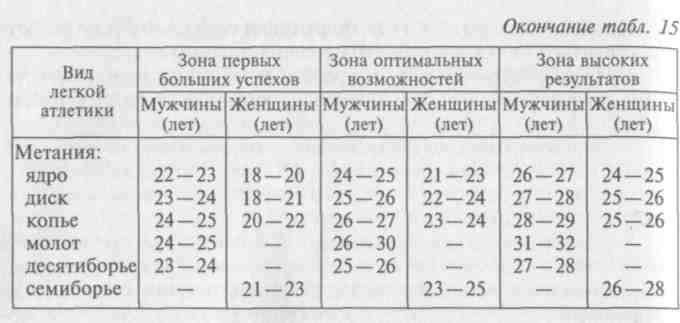 Окончание табл. 15
Вид легкой атлетики | Зона первых больших успехов | Зона оптимальных возможностей | Зона высоких результатов
Мужчины (лет) | Женщины (лет) | Мужчины (лет) | Женщины (лет) | Мужчины (лет) | Женщины (лет)
Метания:
ядро | 22—23 | 18—20 | 24—25 | 21—23 | 26—27 | 24—25
диск | 23—24 | 18—21 | 25—26 | 22—24 | 27—28 | 25—26
копье | 24—25 | 20—22 | 26—27 | 23—24 | 28—29 | 25—26
молот | 24—25 | | 26—30 | — | 31—32 | —
десятиборье | 23—24 | | 25—26 | — | 27—28 | —
семиборье | | 21—23 | | 23—25 | | 26—28